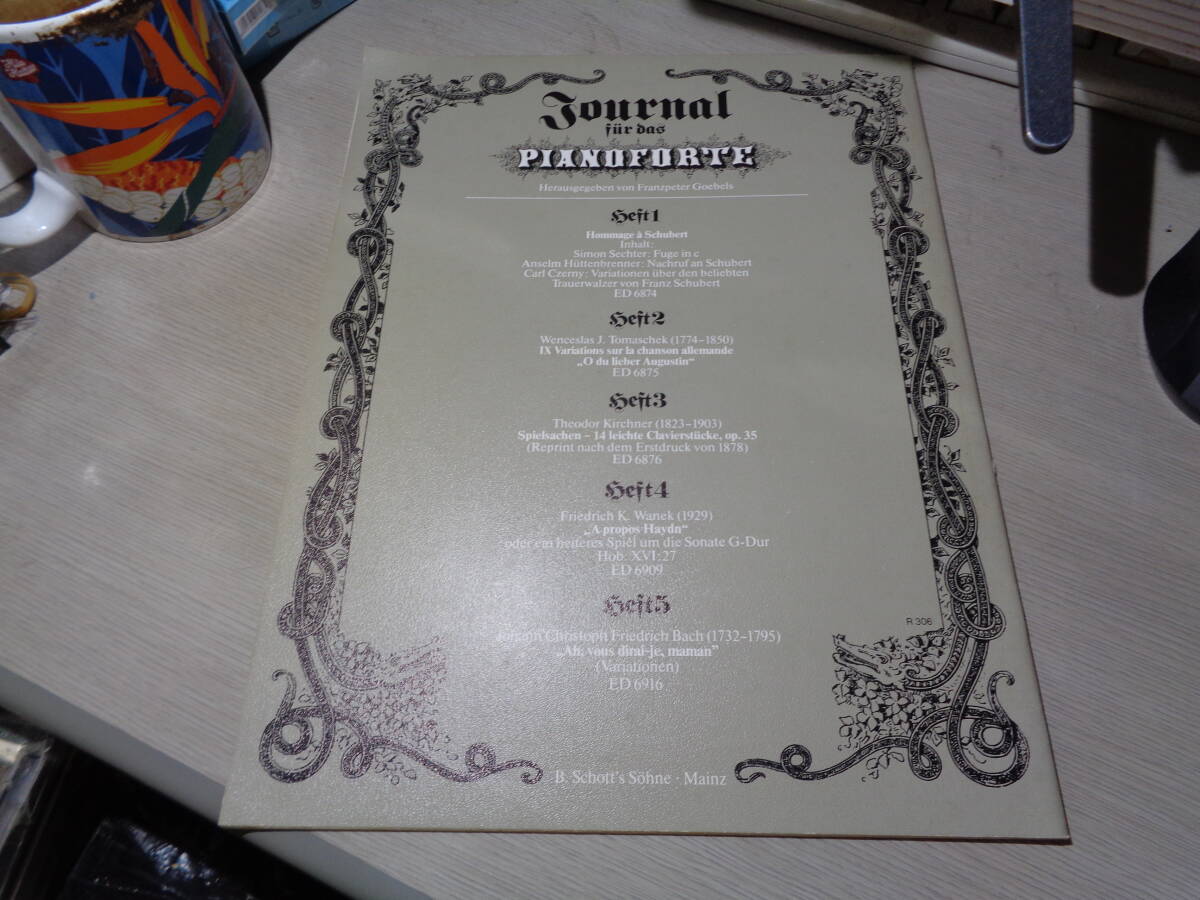 Journal
für das
PIANOFORTE
Herausgegeben von Franzpeter Goebels
Heft 1
Hommage à Schubert
Inhalt:
Simon Sechter: Fuge in c
Anselm Hüttenbrenner: Nachruf an Schubert
Carl Czerny: Variationen über den beliebten
Trauerwalzer von Franz Schubert
ED 6874
Heft 2
Wenceslas J. Tomaschek (1774–1850)
IX Variations sur la chanson allemande
„O du lieber Augustin“
ED 6875
Heft 3
Theodor Kirchner (1823–1903)
Spielsachen – 14 leichte Clavierstücke, op. 35
(Reprint nach dem Erstdruck von 1878)
ED 6876
Heft 4
Friedrich K. Wanek (1929)
„A propos Haydn“
oder ein heiteres Spiel um die Sonate G-Dur
Hob. XVI:27
ED 6909
Heft 5
Johann Christoph Friedrich Bach (1732–1795)
„Ah, vous dirai-je, maman”
(Variationen)
ED 6916
R 306
B. Schott's Söhne · Mainz